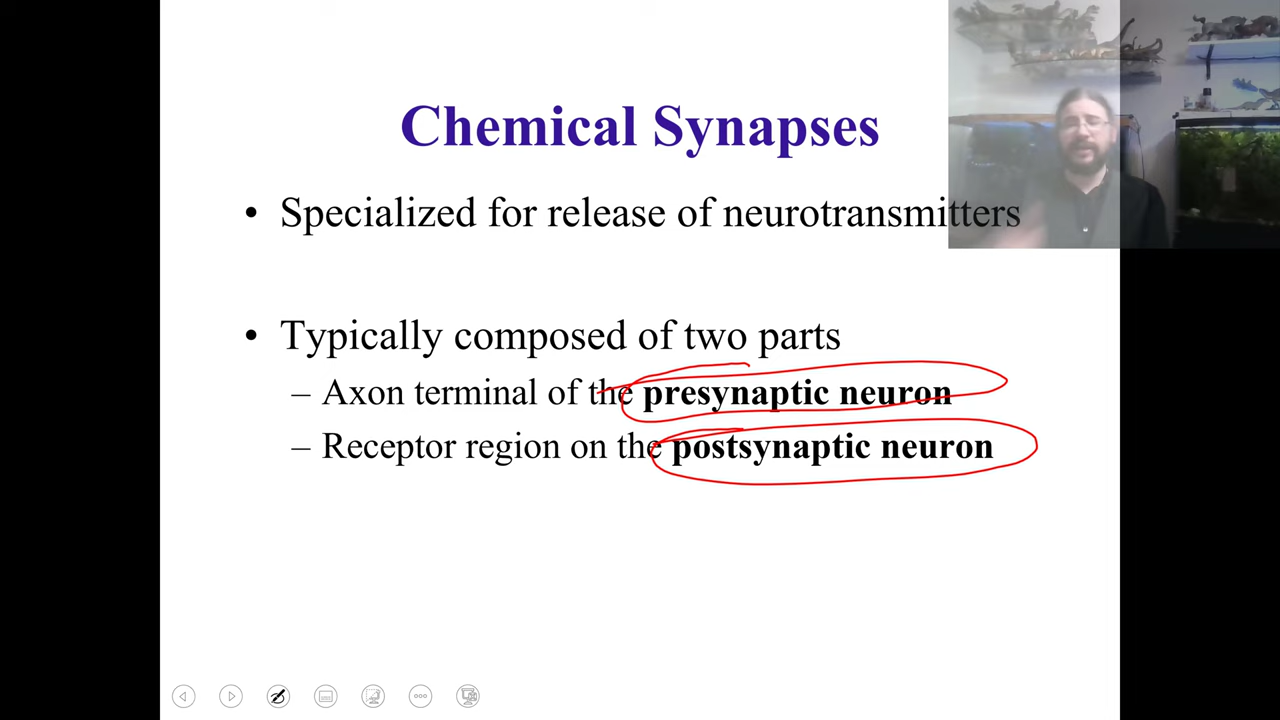 Chemical Synapses
• Specialized for release of neurotransmitters
• Typically composed of two parts
– Axon terminal of the presynaptic neuron
– Receptor region on the postsynaptic neuron